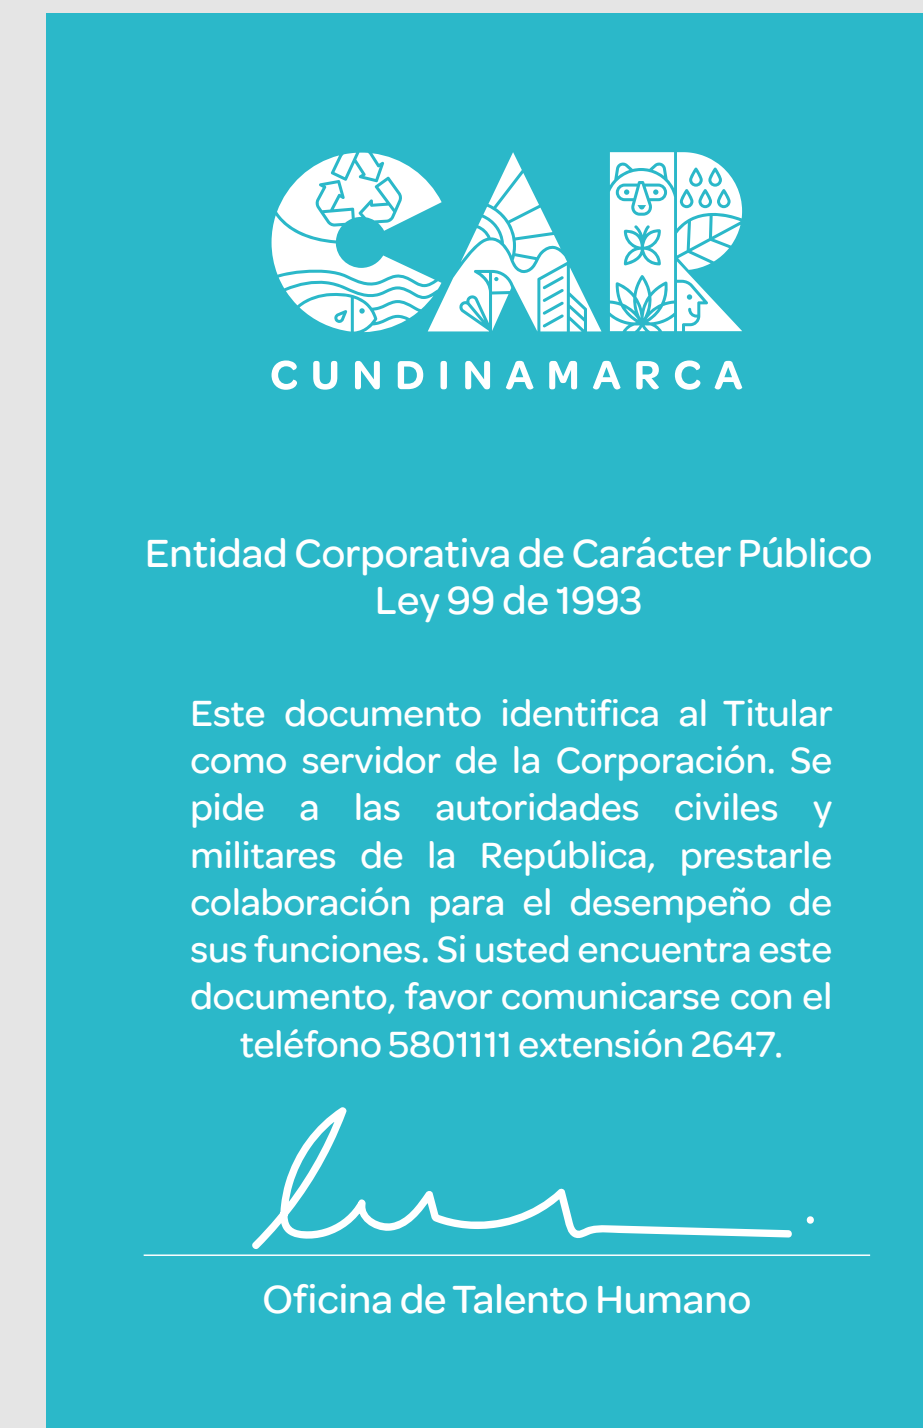 CAR
CUNDINAMARCA
Entidad Corporativa de Carácter Público
Ley 99 de 1993
Este documento identifica al Titular
como servidor de la Corporación. Se
pide a las autoridades civiles y
militares de la República, prestarle
colaboración para el desempeño de
sus funciones. Si usted encuentra este
documento, favor comunicarse con el
teléfono 5801111 extensión 2647.
Oficina de Talento Humano